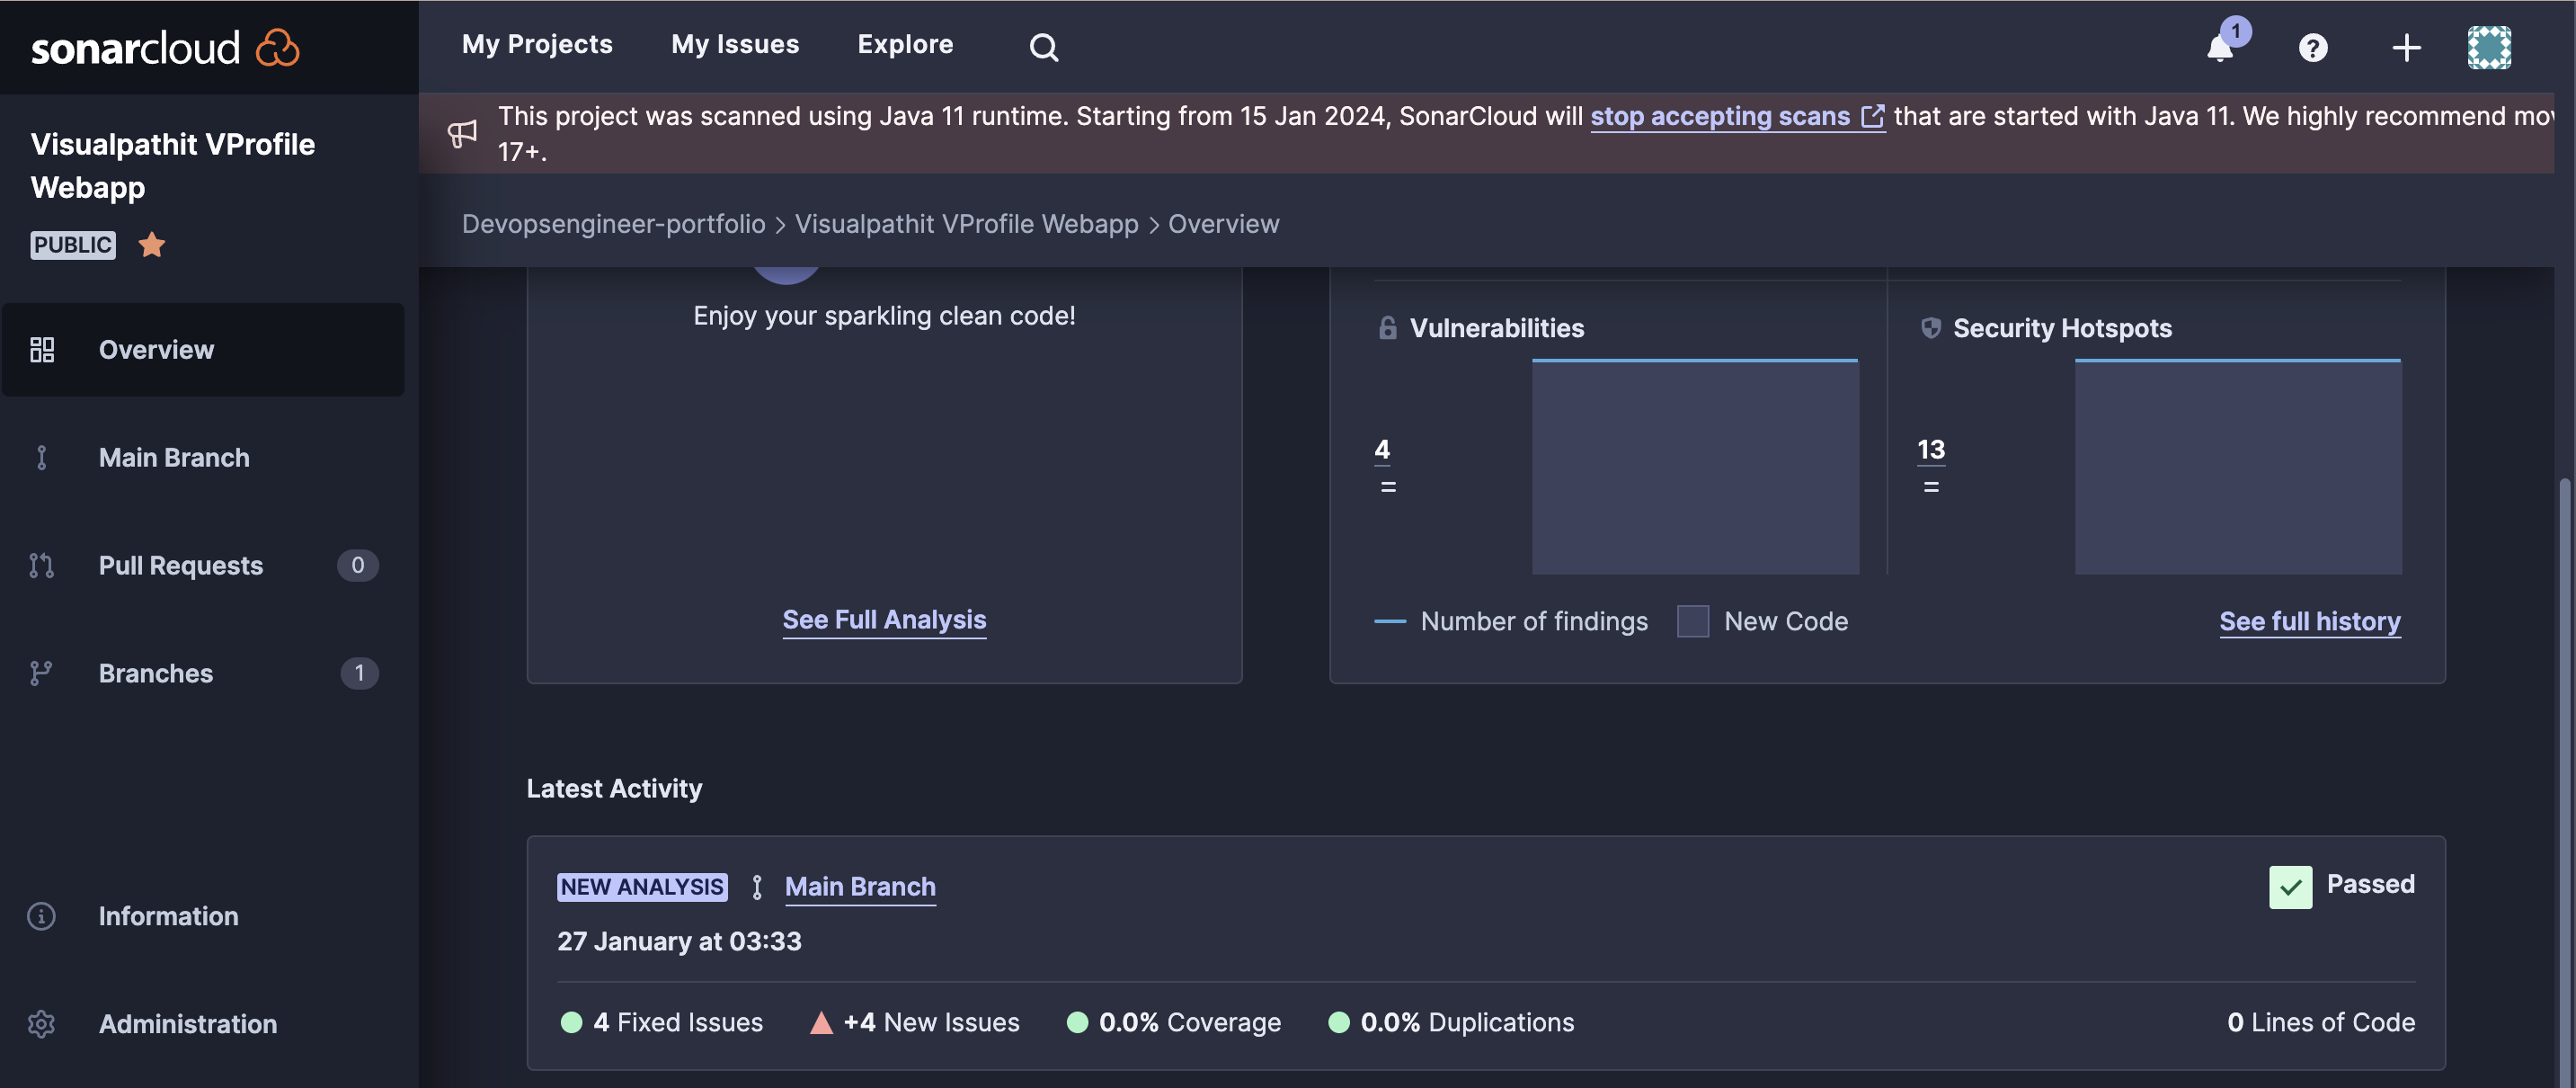 sonarcloud
My Projects
My Issues
Explore
1
Visualpathit VProfile
Webapp
PUBLIC
Overview
Main Branch
Pull Requests 0
Branches 1
Information
Administration
This project was scanned using Java 11 runtime. Starting from 15 Jan 2024, SonarCloud will stop accepting scans that are started with Java 11. We highly recommend
17+.
Devopsengineer-portfolio > Visualpathit VProfile Webapp > Overview
Enjoy your sparkling clean code!
See Full Analysis
Vulnerabilities
4
=
Security Hotspots
13
=
Number of findings
New Code
See full history
Latest Activity
NEW ANALYSIS Main Branch
Passed
27 January at 03:33
4 Fixed Issues
+4 New Issues
0.0% Coverage
0.0% Duplications
0 Lines of Code